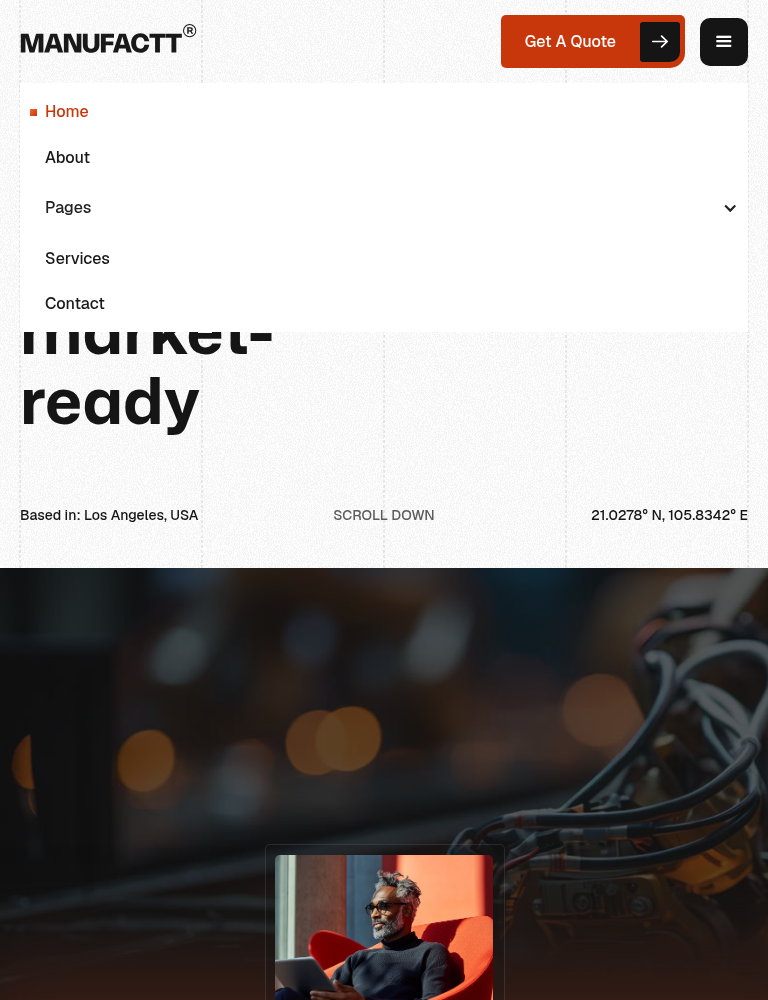 MANUFACTT®
Get A Quote
Home
About
Pages
Services
Contact
market-
ready
Based in: Los Angeles, USA
SCROLL DOWN
21.0278° N, 105.8342° E